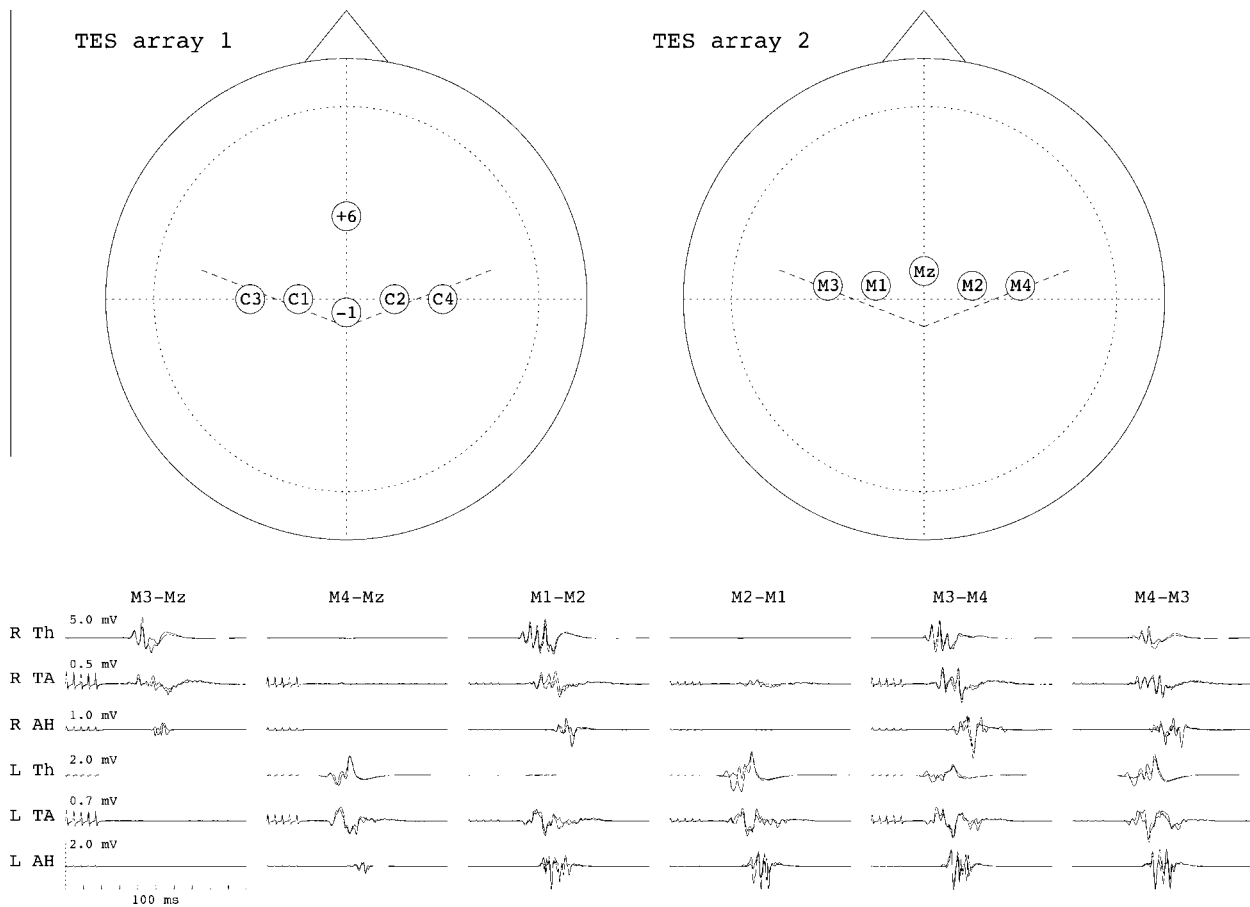 TES array 1
TES array 2
+6
C3 C1 -1 C2 C4
M3 M1 Mz M2 M4
M3-Mz M4-Mz M1-M2 M2-M1 M3-M4 M4-M3
R Th 5.0 mV
R TA 0.5 mV
R AH 1.0 mV
L Th 2.0 mV
L TA 0.7 mV
L AH 2.0 mV
100 ms